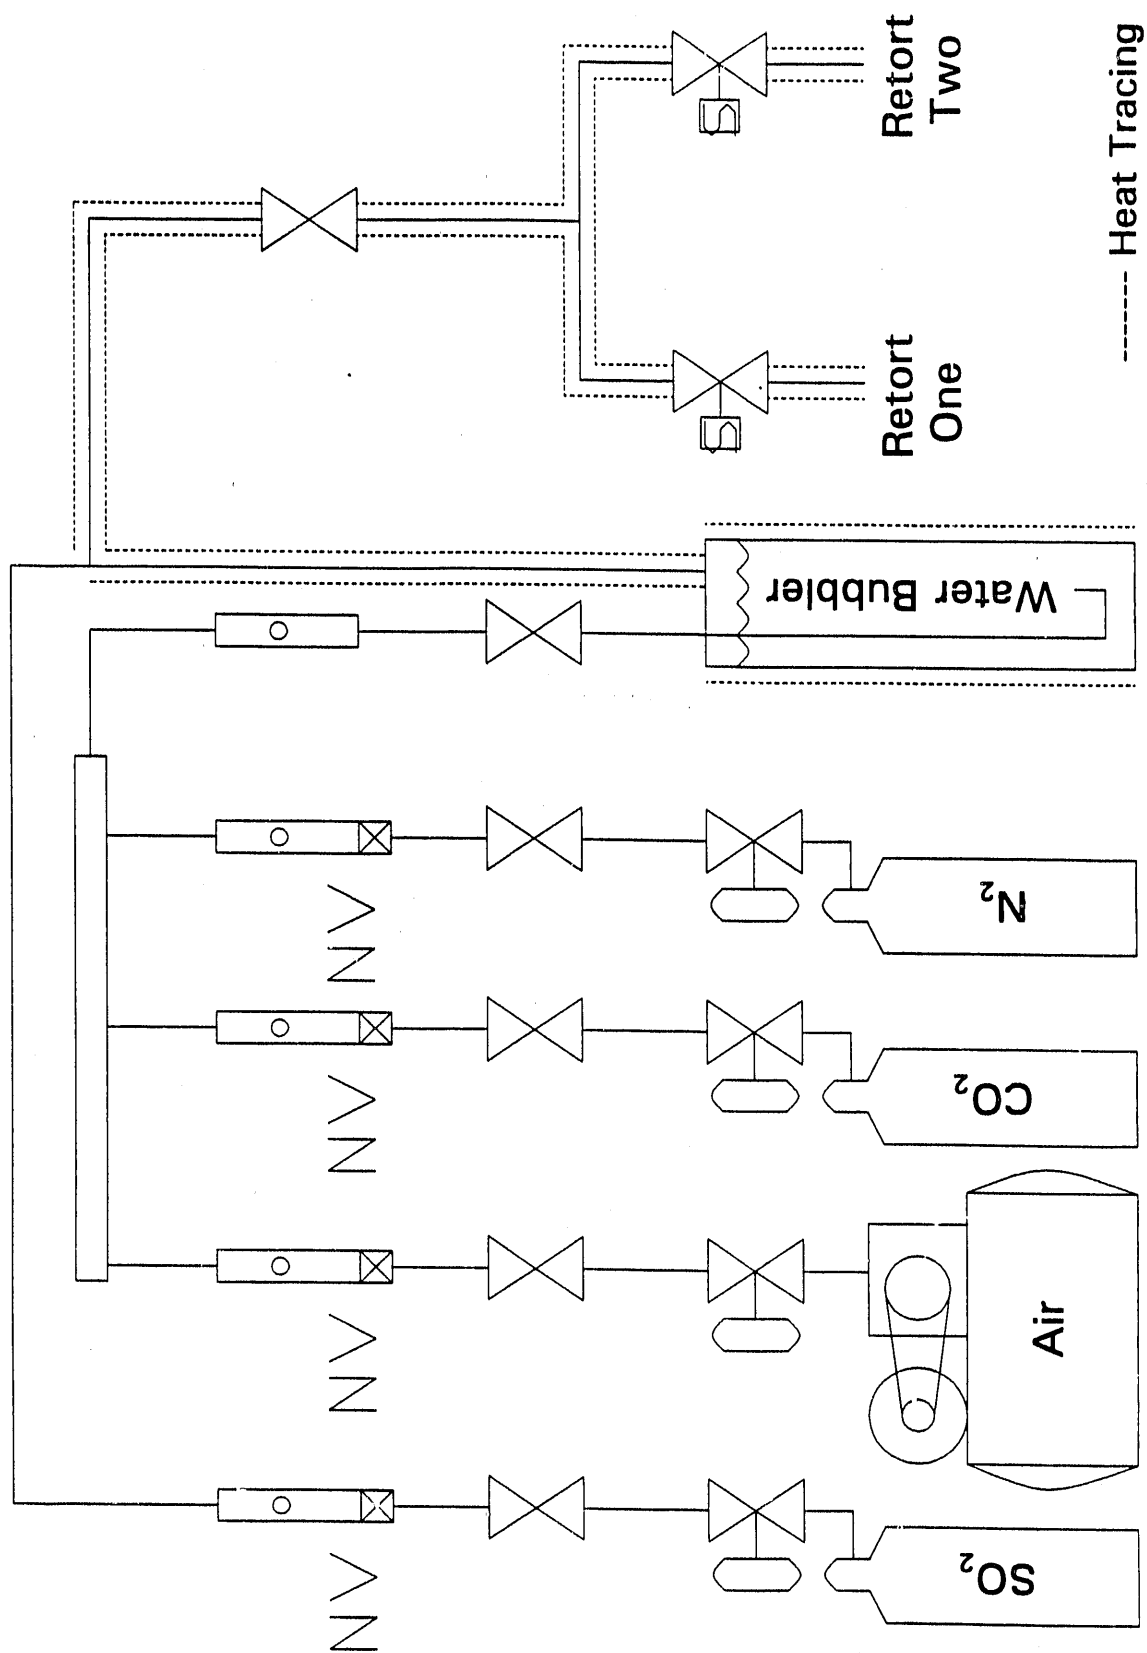 Retort
Two
Retort
One
------- Heat Tracing
Water Bubbler
N₂
NV
CO₂
NV
Air
NV
SO₂
NV
S
S